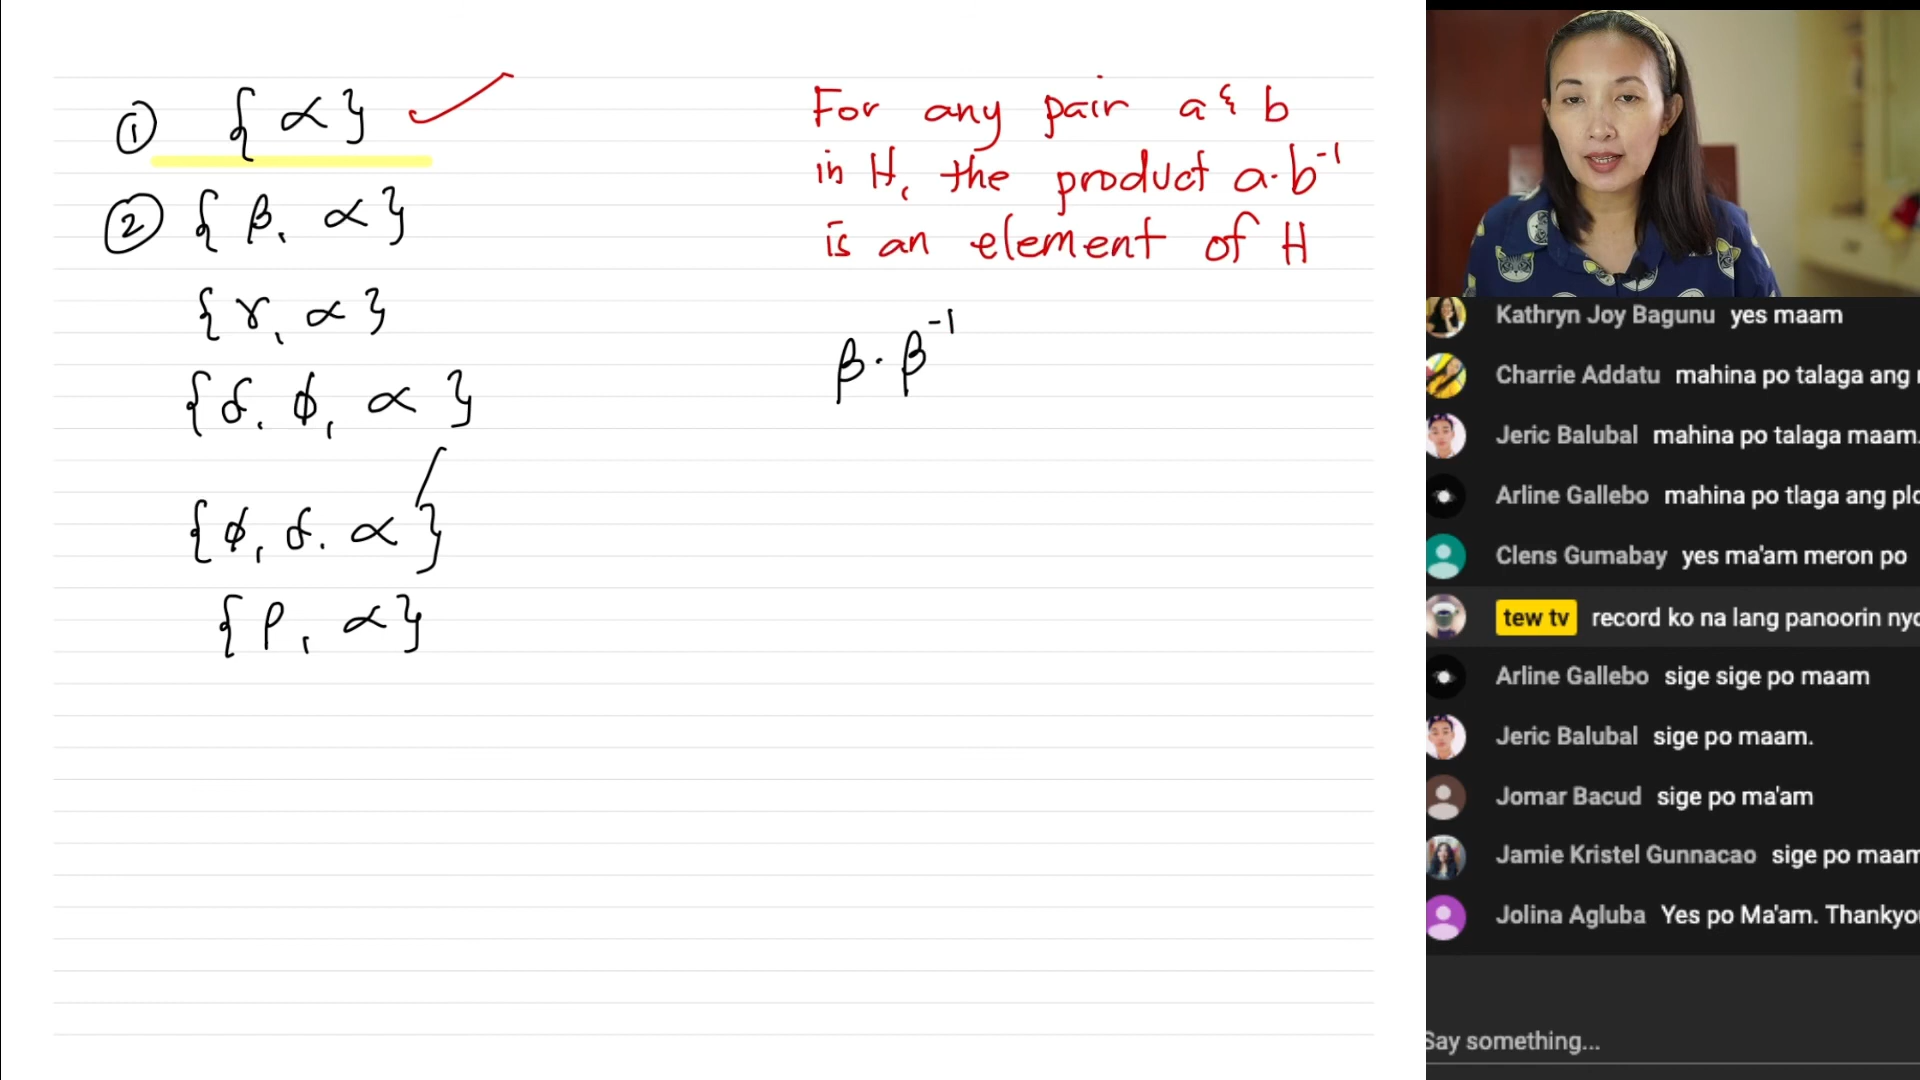 ① {α} ✓
② {β, α}
{γ, α}
{δ, ϕ, α}
{ϕ, δ, α}
{ρ, α}
For any pair a & b
in H, the product a·b⁻¹
is an element of H
β·β⁻¹
Kathryn Joy Bagunu yes maam
Charrie Addatu mahina po talaga ang
Jeric Balubal mahina po talaga maam.
Arline Gallebo mahina po tlaga ang
Clens Gumabay yes ma'am meron po
tew tv record ko na lang panoorin
Arline Gallebo sige sige po maam
Jeric Balubal sige po maam.
Jomar Bacud sige po ma'am
Jamie Kristel Gunnacao sige po maam
Jolina Agluba Yes po Ma'am.
Say something...